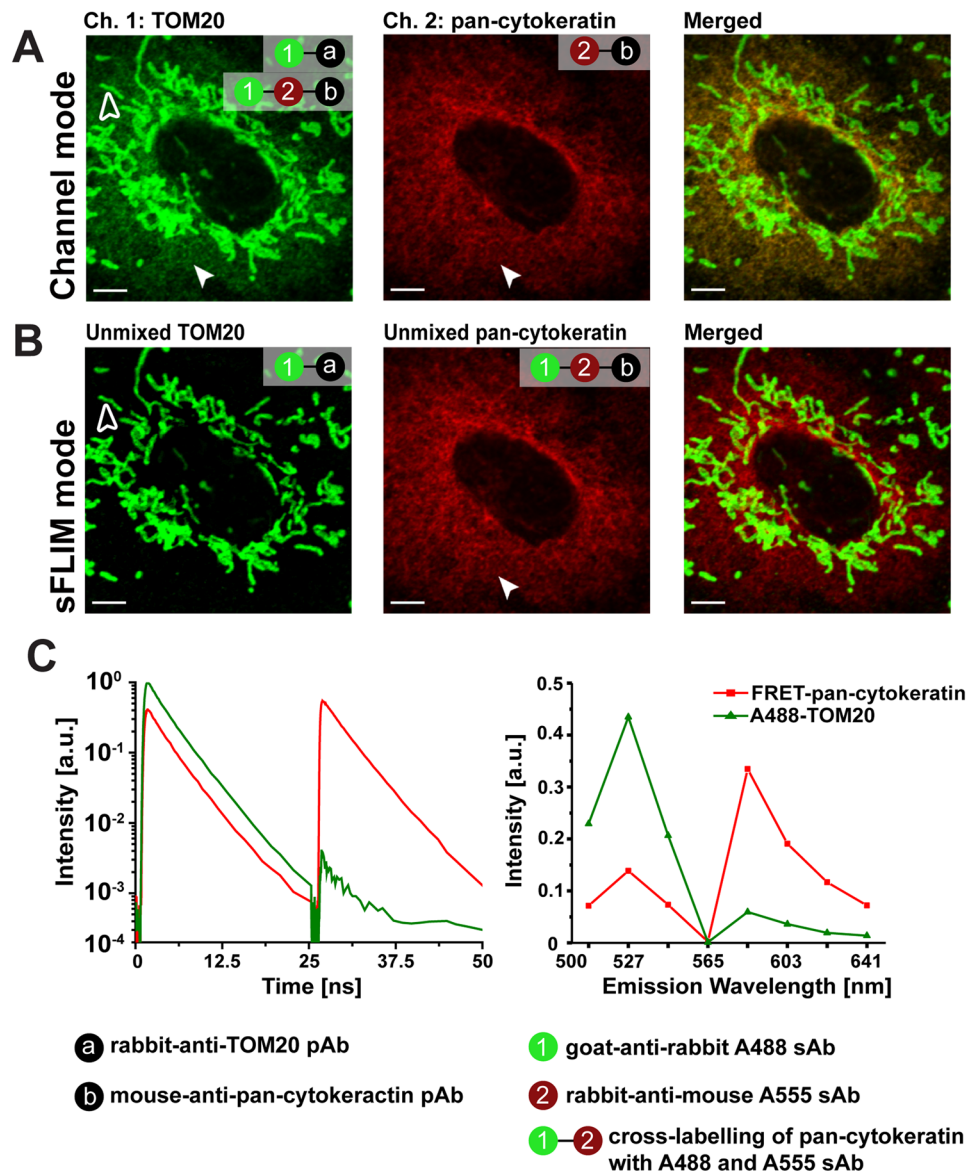 A
Channel mode
Ch. 1: TOM20
1 a
1 2 b
Ch. 2: pan-cytokeratin
2 b
Merged
B
sFLIM mode
Unmixed TOM20
1 a
Unmixed pan-cytokeratin
1 2 b
Merged
C
Intensity [a.u.]
10^0
10^-1
10^-2
10^-3
10^-4
0 12.5 25 37.5 50
Time [ns]
Intensity [a.u.]
0.5
0.4
0.3
0.2
0.1
0
FRET-pan-cytokeratin
A488-TOM20
500 527 565 603 641
Emission Wavelength [nm]
a rabbit-anti-TOM20 pAb
b mouse-anti-pan-cytokeractin pAb
1 goat-anti-rabbit A488 sAb
2 rabbit-anti-mouse A555 sAb
1 2 cross-labelling of pan-cytokeratin
with A488 and A555 sAb